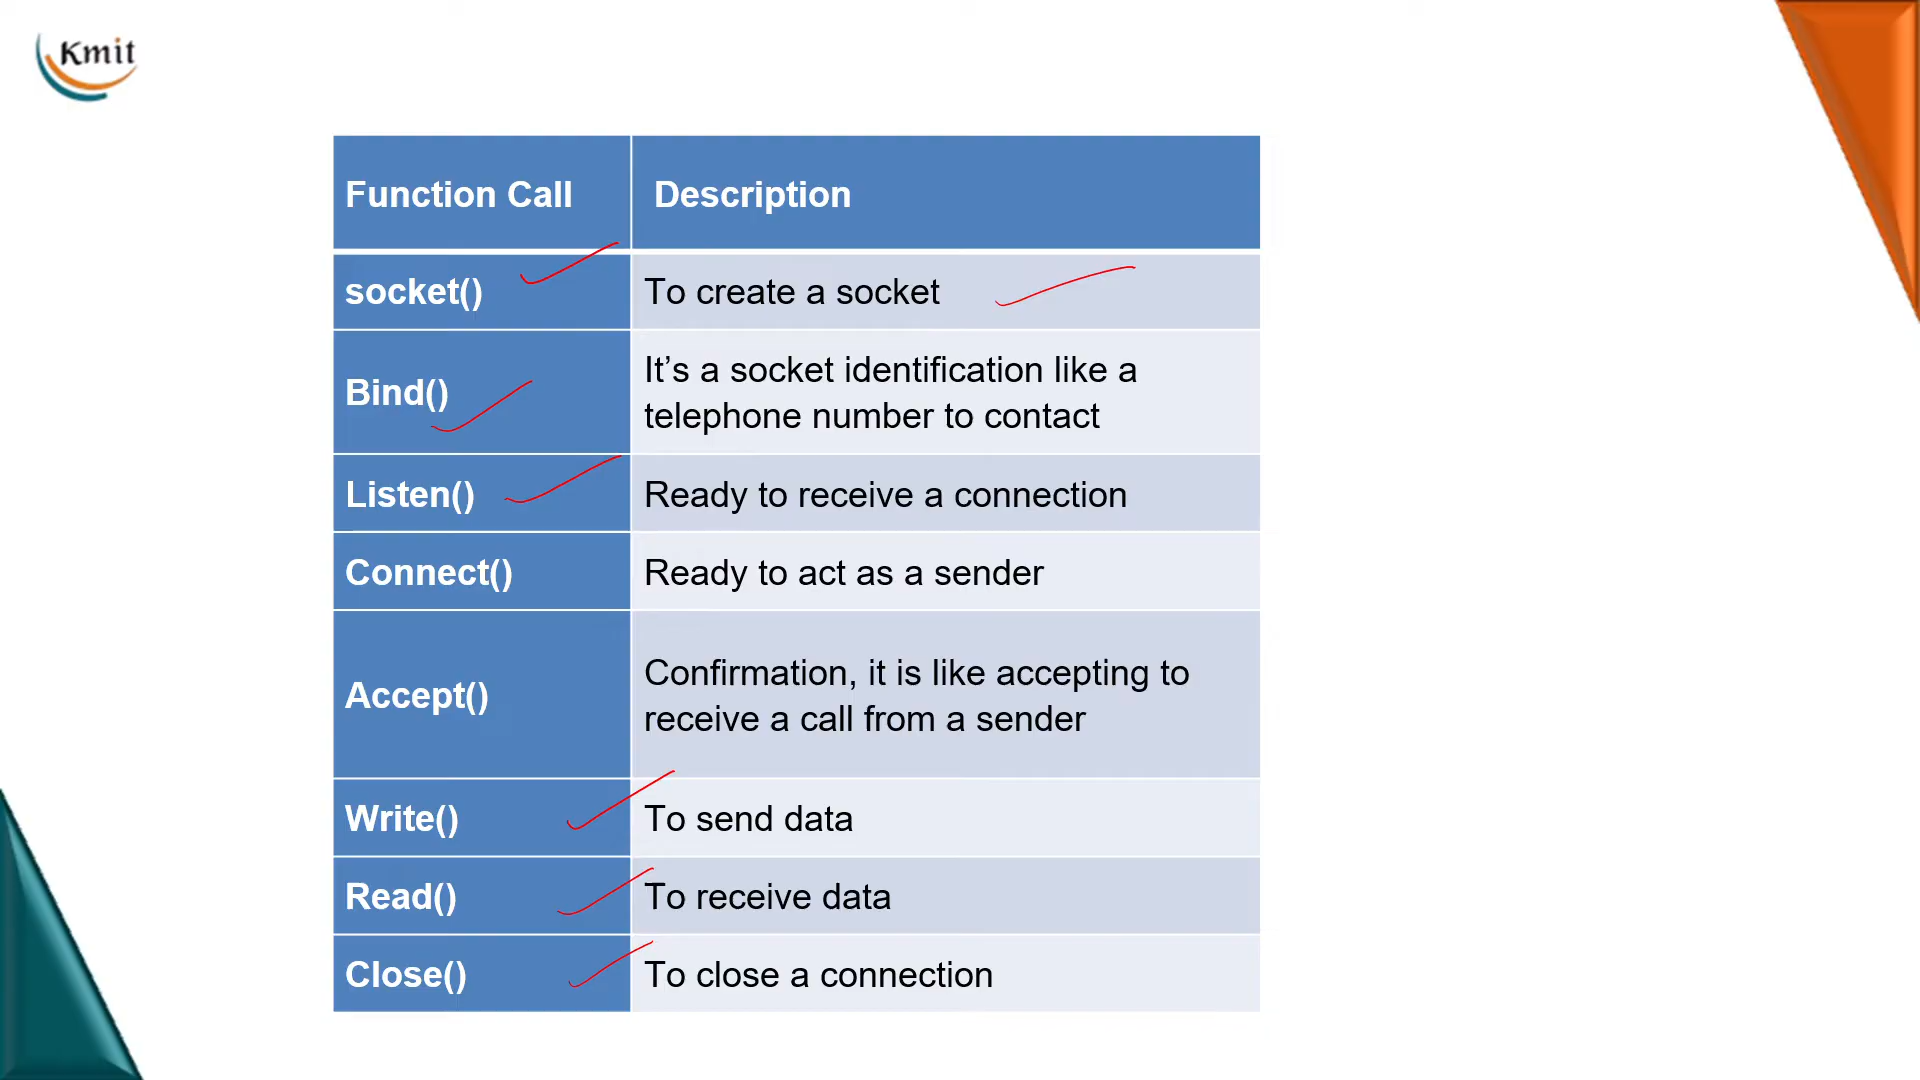 Kmit
Function Call Description
socket() To create a socket
Bind() It’s a socket identification like a
telephone number to contact
Listen() Ready to receive a connection
Connect() Ready to act as a sender
Accept() Confirmation, it is like accepting to
receive a call from a sender
Write() To send data
Read() To receive data
Close() To close a connection